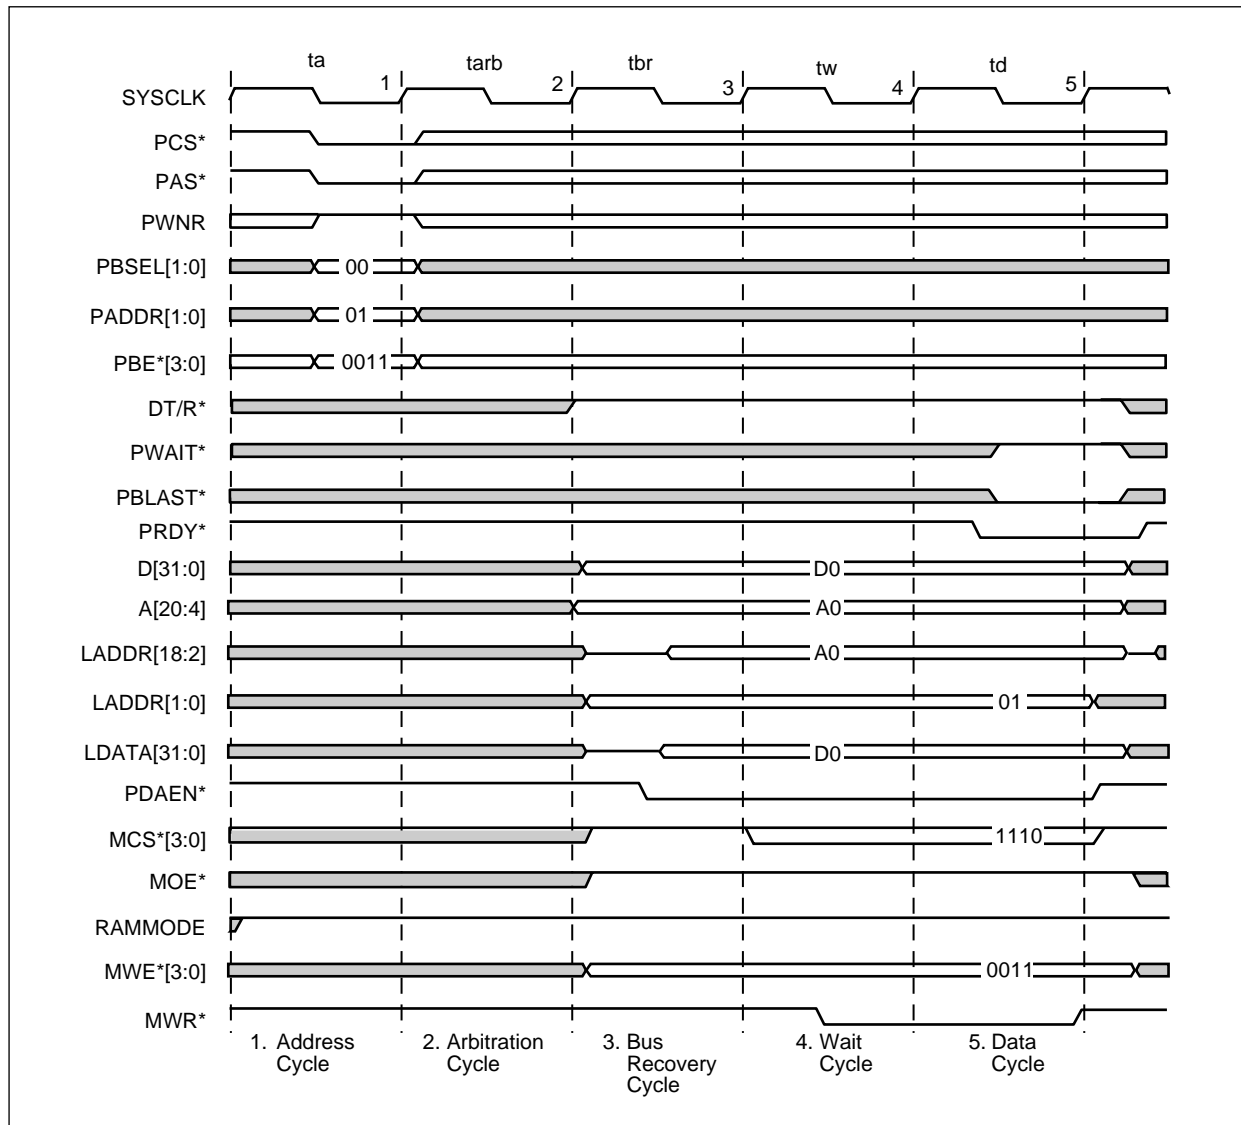 ta tarb tbr tw td
SYSCLK 1 2 3 4 5
PCS*
PAS*
PWNR
PBSEL[1:0] 00
PADDR[1:0] 01
PBE*[3:0] 0011
DT/R*
PWAIT*
PBLAST*
PRDY*
D[31:0] D0
A[20:4] A0
LADDR[18:2] A0
LADDR[1:0] 01
LDATA[31:0] D0
PDAEN*
MCS*[3:0] 1110
MOE*
RAMMODE
MWE*[3:0] 0011
MWR*
1. Address 2. Arbitration 3. Bus 4. Wait 5. Data
Cycle Cycle Recovery Cycle Cycle
Cycle